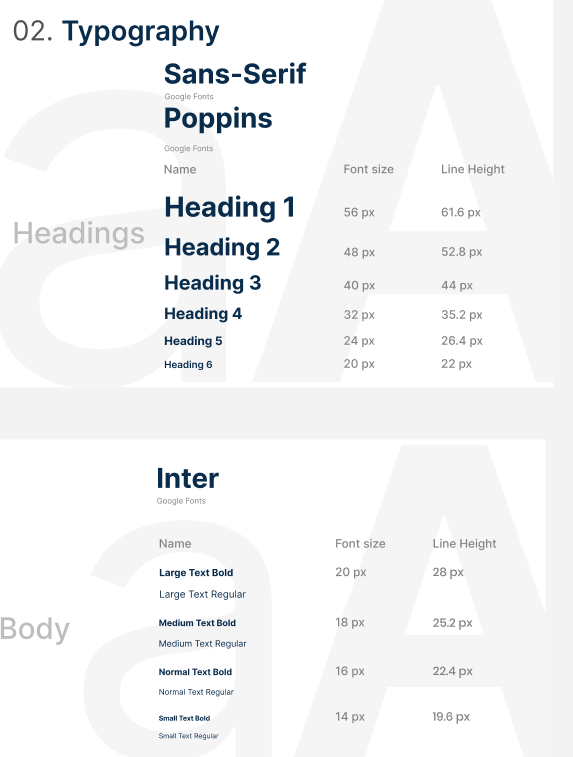 02. Typography
Sans-Serif
Google Fonts
Poppins
Google Fonts
Name Font size Line Height
Headings
Heading 1 56 px 61.6 px
Heading 2 48 px 52.8 px
Heading 3 40 px 44 px
Heading 4 32 px 35.2 px
Heading 5 24 px 26.4 px
Heading 6 20 px 22 px
aA
Inter
Google Fonts
Name Font size Line Height
Body
Large Text Bold 20 px 28 px
Large Text Regular
Medium Text Bold 18 px 25.2 px
Medium Text Regular
Normal Text Bold 16 px 22.4 px
Normal Text Regular
Small Text Bold 14 px 19.6 px
Small Text Regular
aA